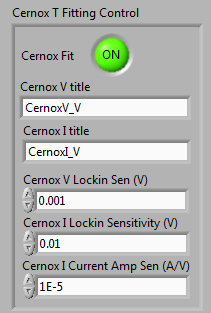 Cernox T Fitting Control
Cernox Fit ON
Cernox V title
CernoxV_V
Cernox I title
CernoxI_V
Cernox V Lockin Sen (V)
0.001
Cernox I Lockin Sensitivity (V)
0.01
Cernox I Current Amp Sen (A/V)
1E-5